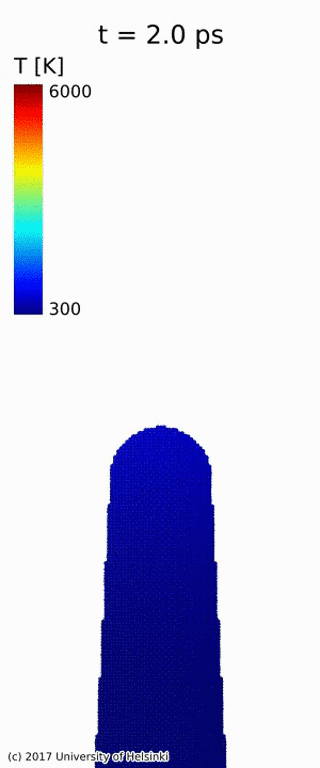 t = 2.0 ps
T [K]
6000
300
(c) 2017 University of Helsinki